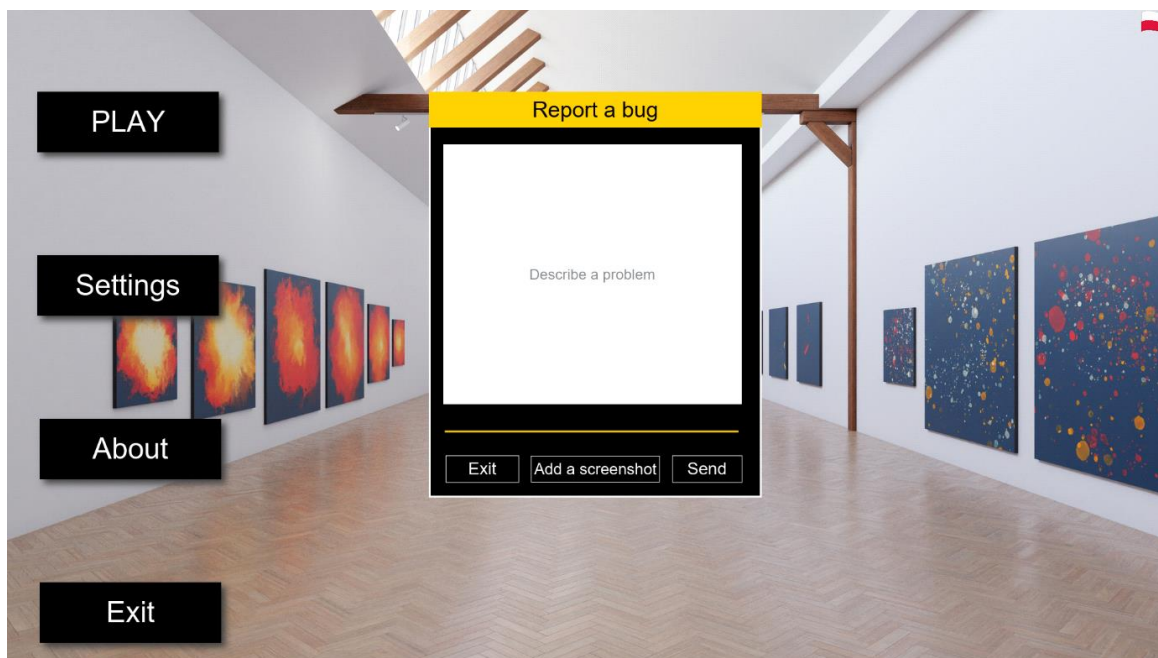 PLAY
Settings
About
Exit
Report a bug
Describe a problem
Exit
Add a screenshot
Send